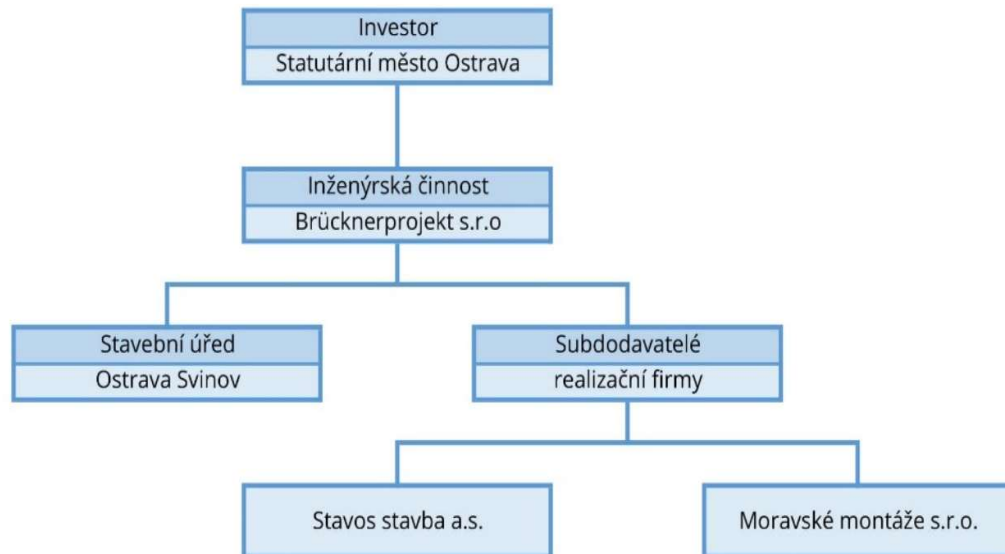 Investor
Statutární město Ostrava
Inženýrská činnost
Brücknerprojekt s.r.o
Stavební úřed
Ostrava Svinov
Subdodavatelé
realizační firmy
Stavos stavba a.s.
Moravské montáže s.r.o.